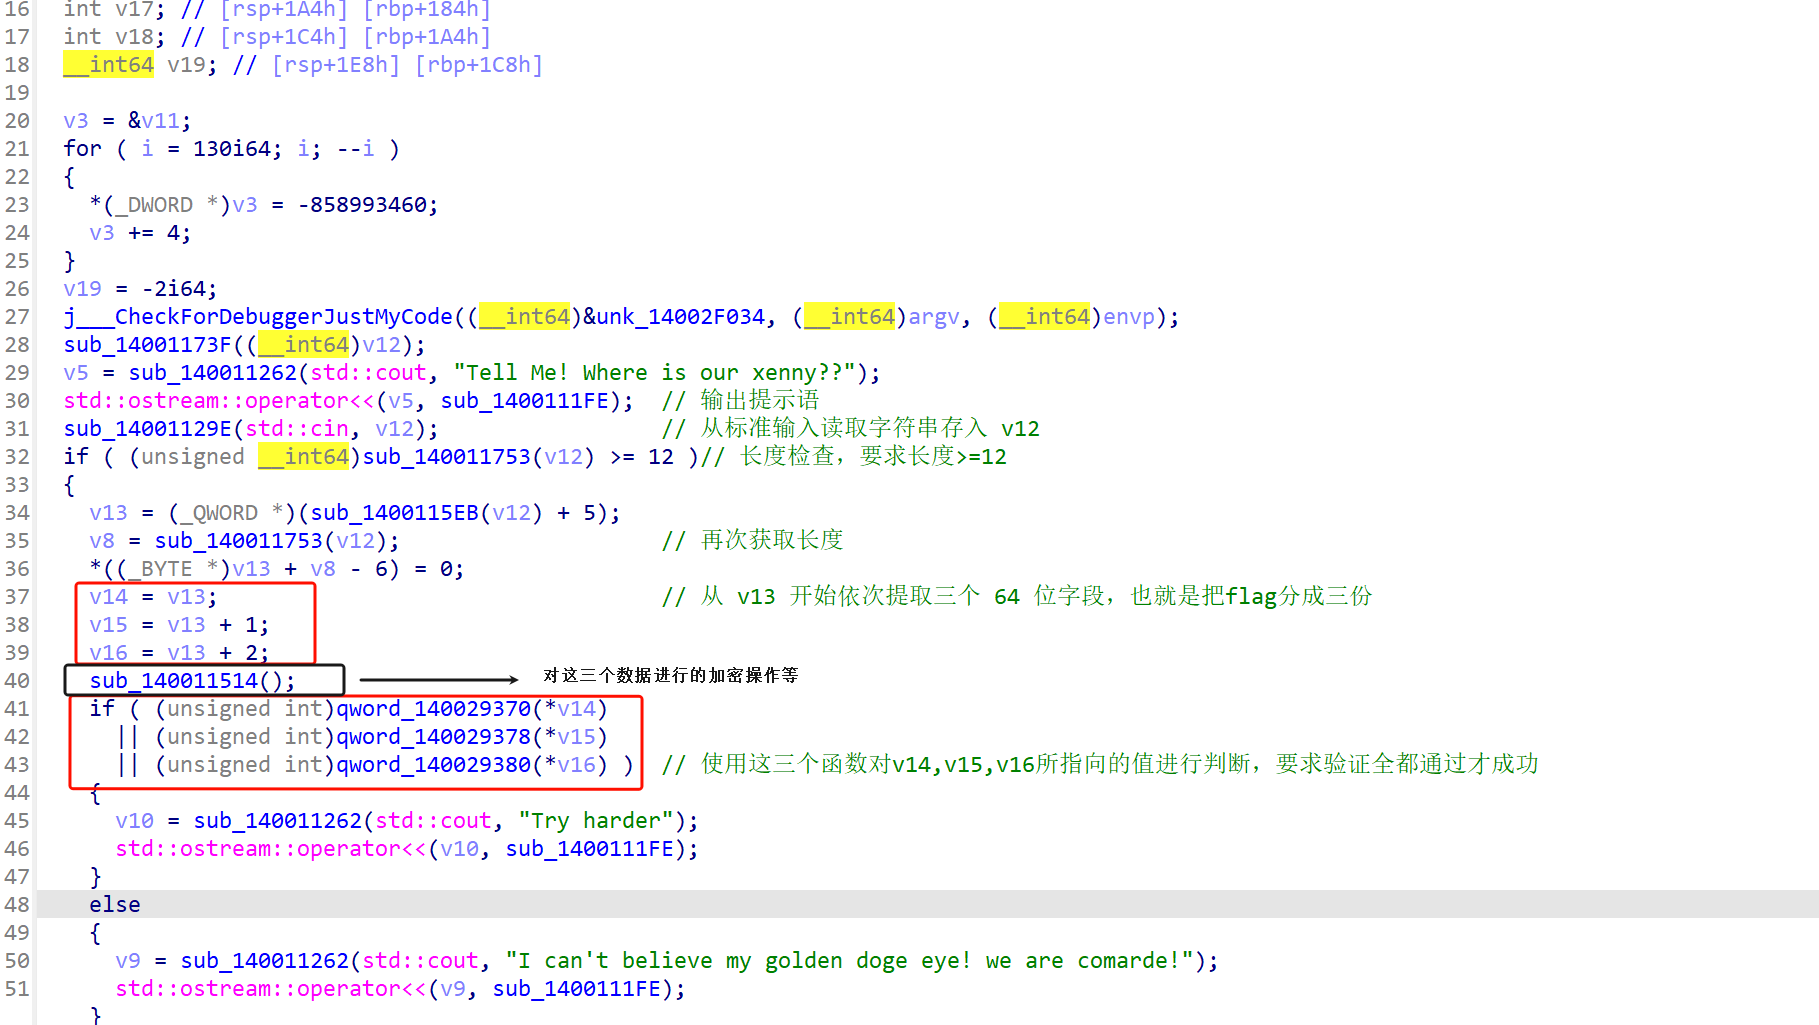 16 int v17; // [rsp+1A4h] [rbp+184h]
17 int v18; // [rsp+1C4h] [rbp+1A4h]
18 __int64 v19; // [rsp+1E8h] [rbp+1C8h]
19
20 v3 = &v11;
21 for ( i = 130i64; i; --i )
22 {
23 *(_DWORD *)v3 = -858993460;
24 v3 += 4;
25 }
26 v19 = -2i64;
27 j___CheckForDebuggerJustMyCode((__int64)&unk_14002F034, (__int64)argv, (__int64)envp);
28 sub_14001173F((__int64)v12);
29 v5 = sub_140011262(std::cout, "Tell Me! Where is our xenny??");
30 std::ostream::operator<<(v5, sub_1400111FE); // 输出提示语
31 sub_14001129E(std::cin, v12); // 从标准输入读取字符串存入 v12
32 if ( (unsigned __int64)sub_140011753(v12) >= 12 )// 长度检查，要求长度>=12
33 {
34 v13 = (_QWORD *)(sub_1400115EB(v12) + 5);
35 v8 = sub_140011753(v12); // 再次获取长度
36 *((_BYTE *)v13 + v8 - 6) = 0;
37 v14 = v13; // 从 v13 开始依次提取三个 64 位字段，也就是把flag分成三份
38 v15 = v13 + 1;
39 v16 = v13 + 2;
40 sub_140011514(); 对这三个数据进行的加密操作等
41 if ( (unsigned int)qword_140029370(*v14)
42 || (unsigned int)qword_140029378(*v15)
43 || (unsigned int)qword_140029380(*v16) ) // 使用这三个函数对v14,v15,v16所指向的值进行判断，要求验证全都通过才成功
44 {
45 v10 = sub_140011262(std::cout, "Try harder");
46 std::ostream::operator<<(v10, sub_1400111FE);
47 }
48 else
49 {
50 v9 = sub_140011262(std::cout, "I can't believe my golden doge eye! we are comarde!");
51 std::ostream::operator<<(v9, sub_1400111FE);
}